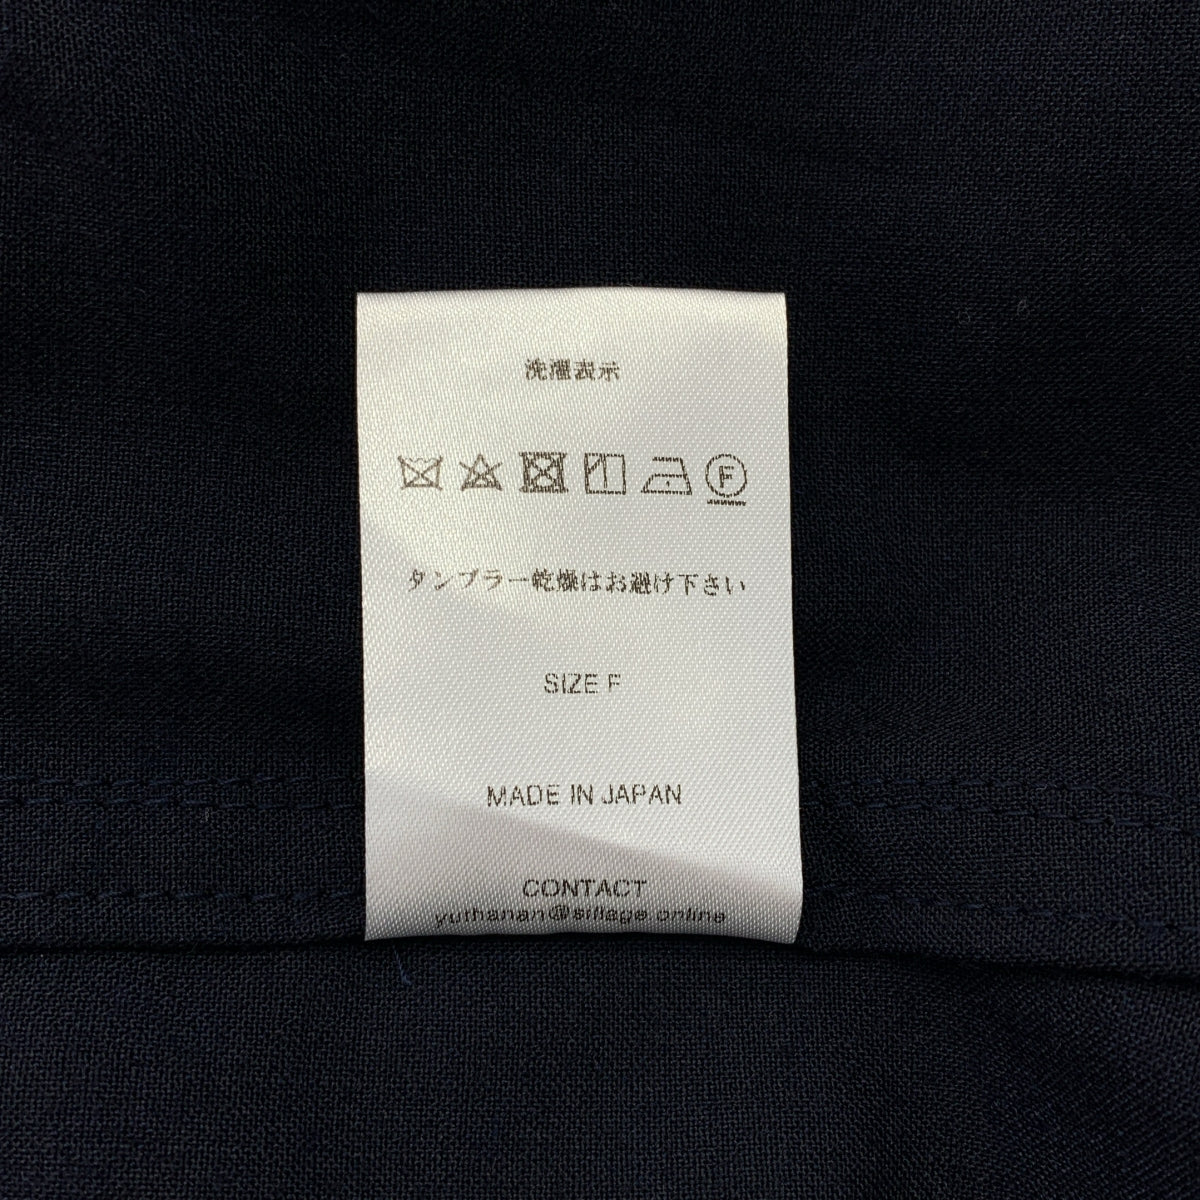 洗濯表示
F
タンブラー乾燥はお避け下さい
SIZE F
MADE IN JAPAN
CONTACT
yuthanan@sillage.online